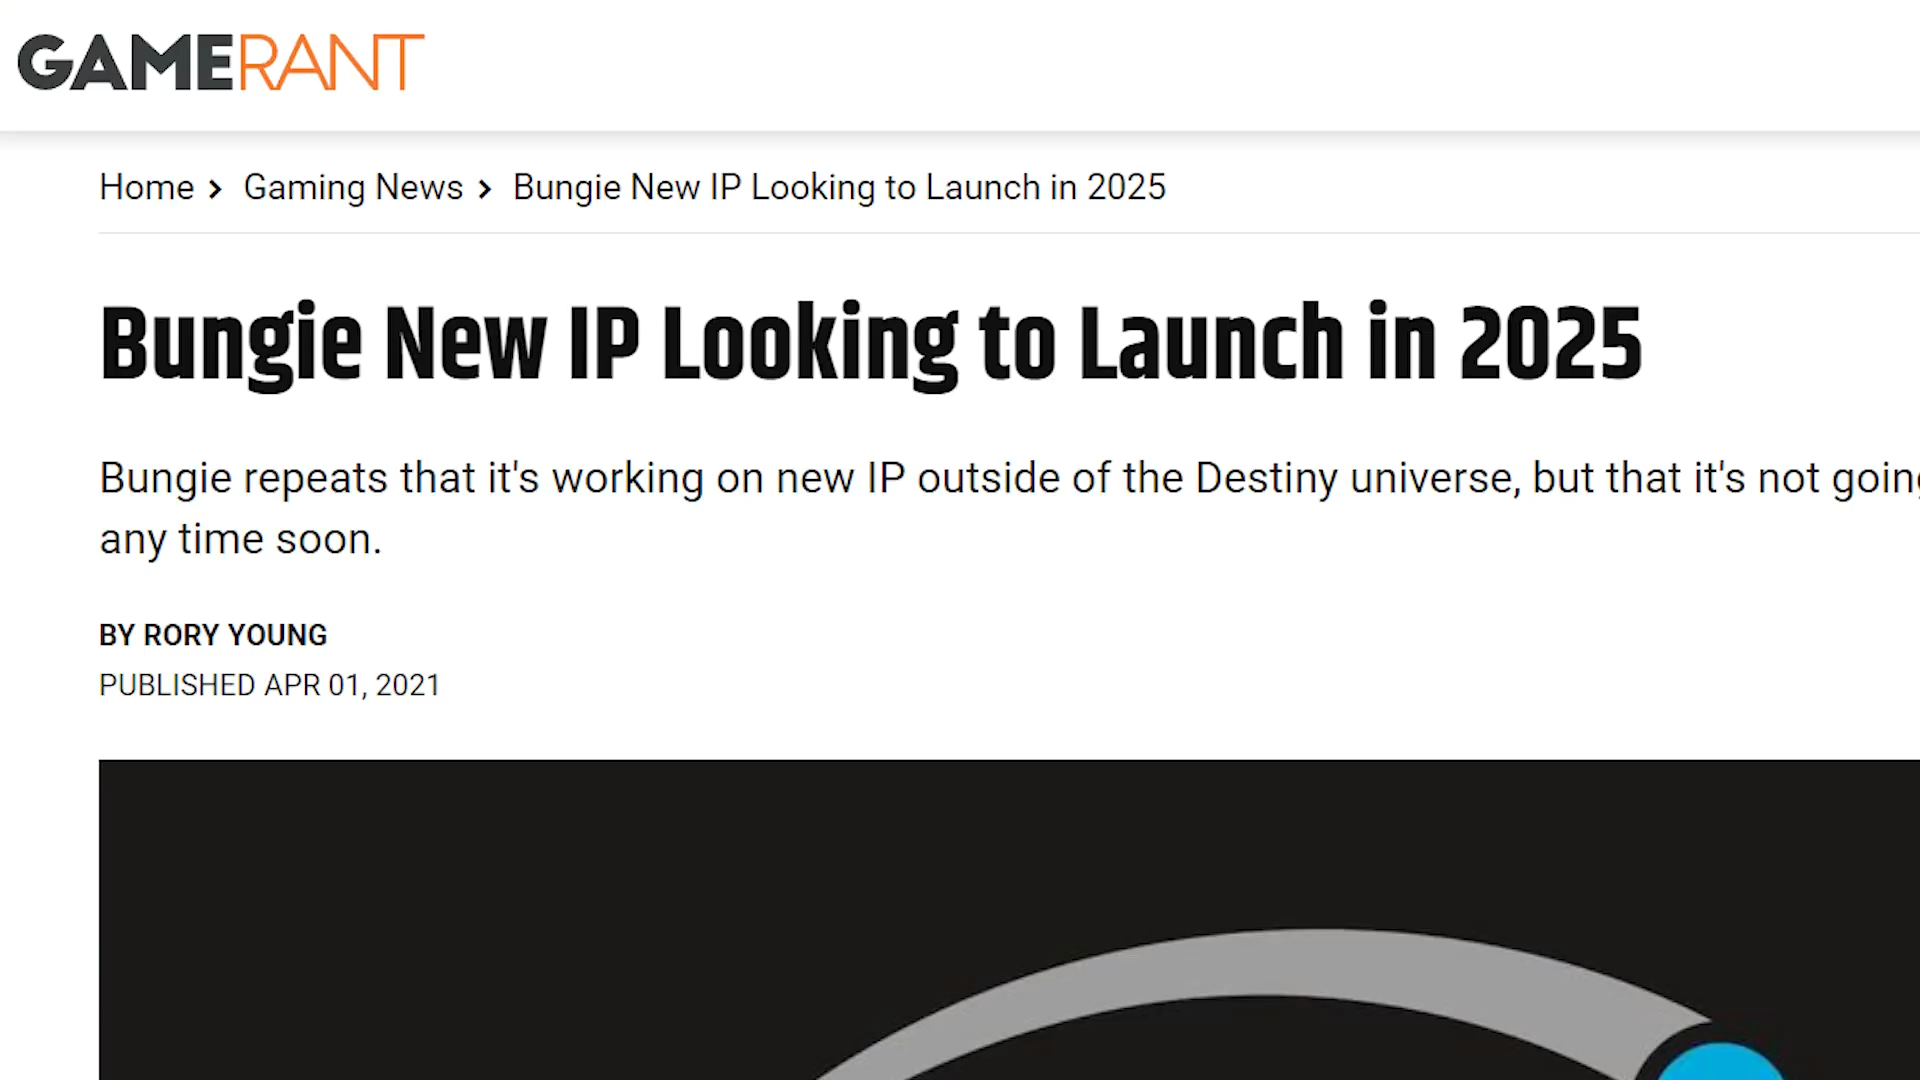 GAMERANT
Home > Gaming News > Bungie New IP Looking to Launch in 2025
Bungie New IP Looking to Launch in 2025
Bungie repeats that it's working on new IP outside of the Destiny universe, but that it's not going
any time soon.
BY RORY YOUNG
PUBLISHED APR 01, 2021